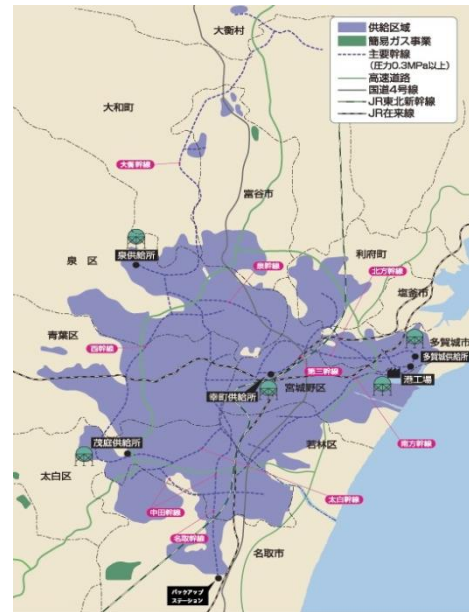 供給区域
簡易ガス事業
主要幹線
(圧力0.3MPa以上)
高速道路
国道4号線
JR東北新幹線
JR在来線
大衡村
大和町
大衡幹線
富谷市
泉区
泉供給所
利府町
北方幹線
塩釜市
青葉区
西幹線
多賀城市
多賀城供給所
第三幹線
港工場
幸町供給所
宮城野区
若林区
南方幹線
茂庭供給所
太白区
太白幹線
中田幹線
名取幹線
名取市
バックアップ
ステーション